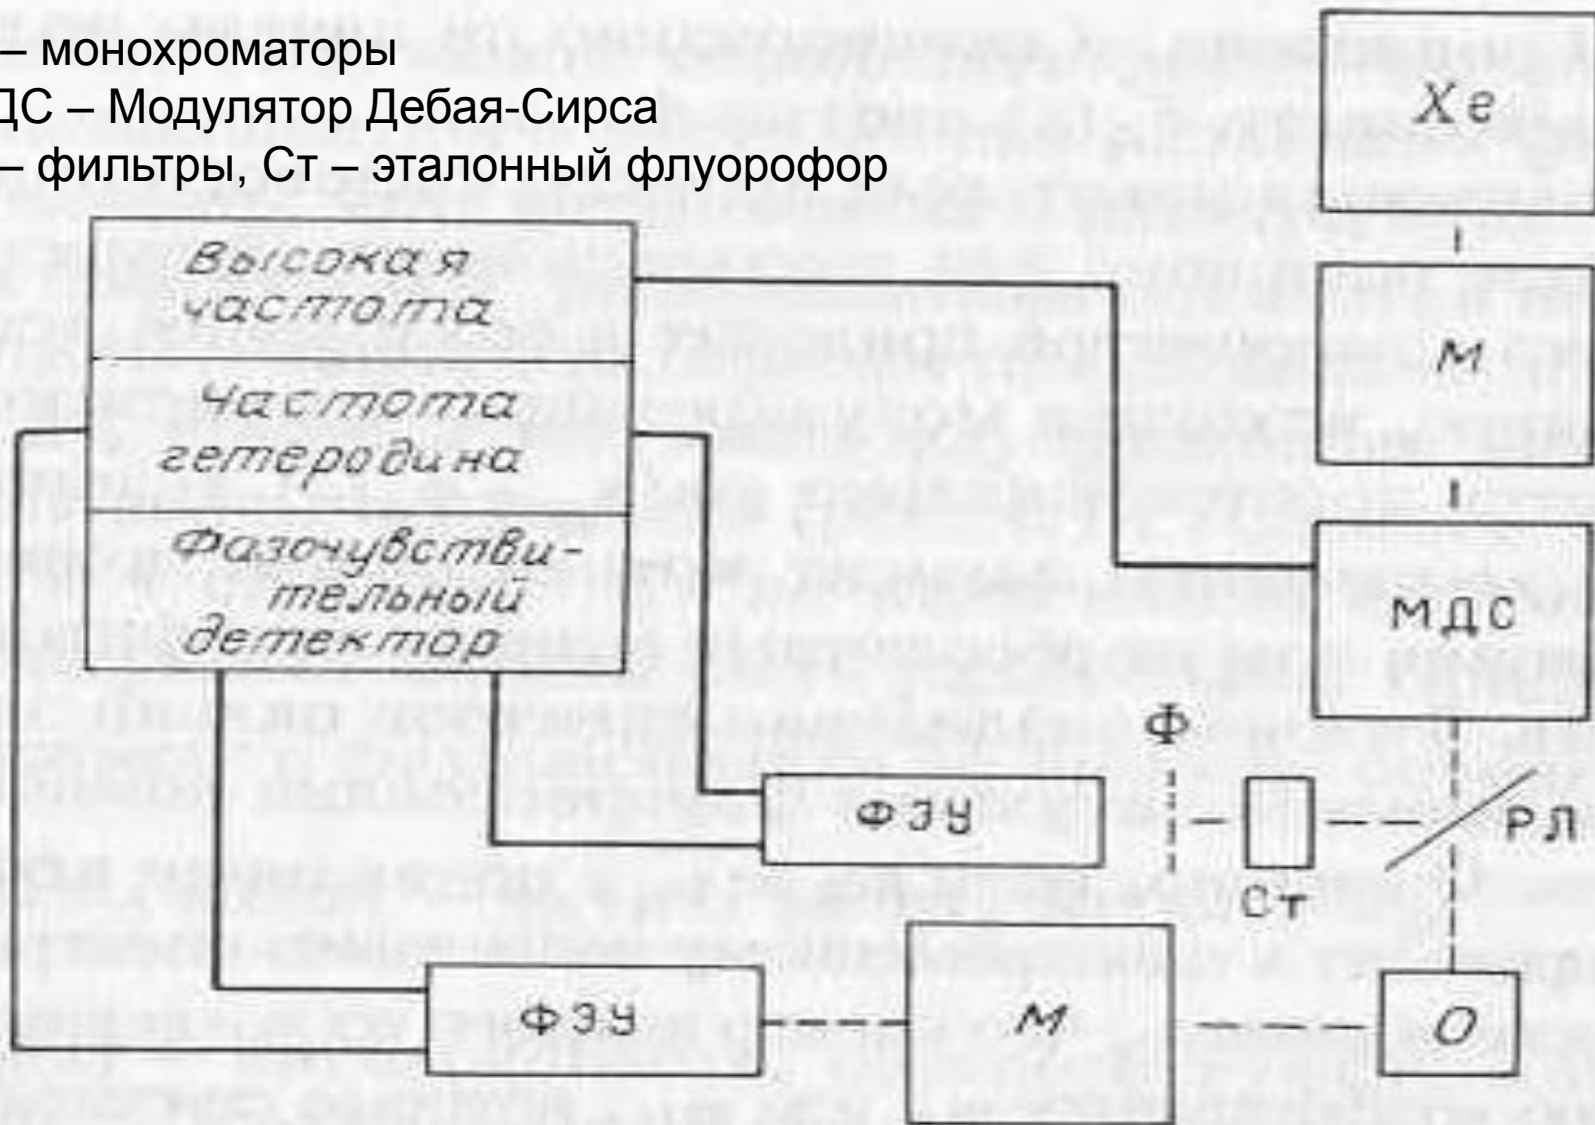 – монохроматоры
ДС – Модулятор Дебая-Сирса
– фильтры, Ст – эталонный флуорофор
Xe
Высокая
частота
М
Частота
гетеродина
Фазочувстви-
тельный
детектор
МДС
Ф
ФЭУ
РЛ
Ст
ФЭУ
М
О